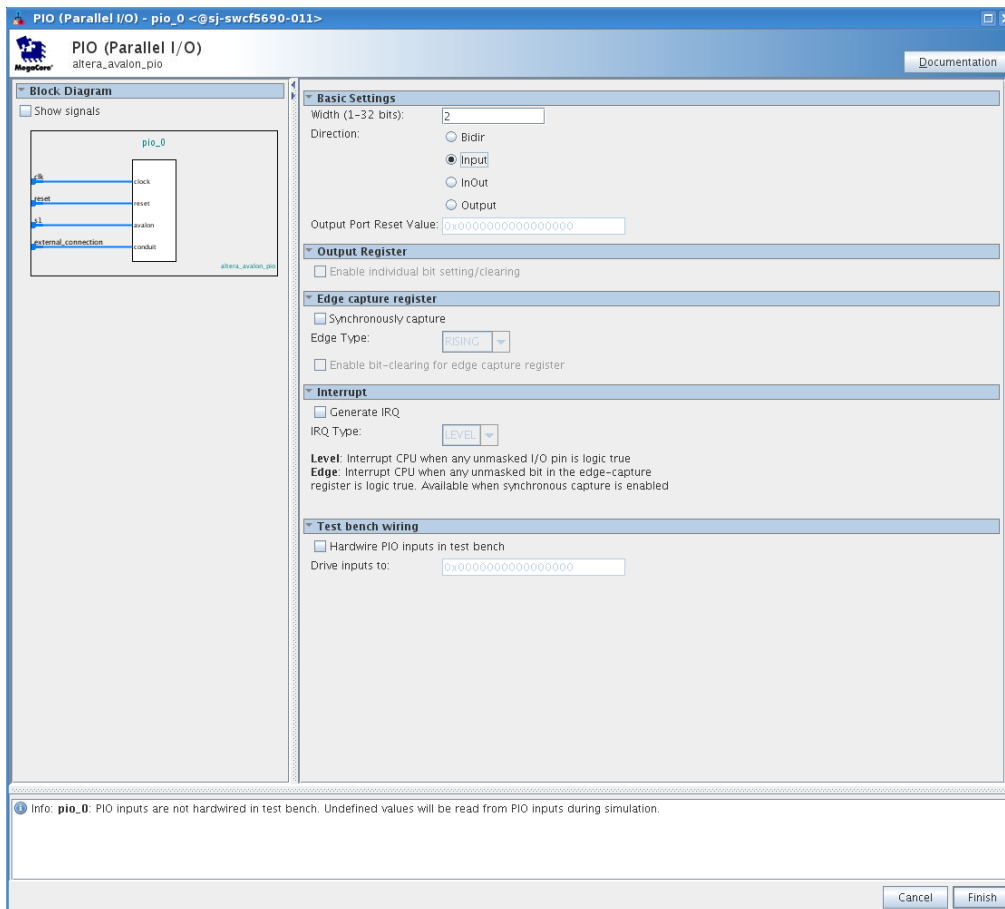 PIO (Parallel I/O) - pio_0 <@sj-swcf5690-011>
PIO (Parallel I/O)
altera_avalon_pio
MegaCore®
Documentation
Block Diagram
Show signals
pio_0
clk
clock
reset
reset
s1
avalon
external_connection
conduit
altera_avalon_pio
Basic Settings
Width (1-32 bits): 2
Direction: Bidir
Input
InOut
Output
Output Port Reset Value: 0x0000000000000000
Output Register
Enable individual bit setting/clearing
Edge capture register
Synchronously capture
Edge Type: RISING
Enable bit-clearing for edge capture register
Interrupt
Generate IRQ
IRQ Type: LEVEL
Level: Interrupt CPU when any unmasked I/O pin is logic true
Edge: Interrupt CPU when any unmasked bit in the edge-capture
register is logic true. Available when synchronous capture is enabled
Test bench wiring
Hardwire PIO inputs in test bench
Drive inputs to: 0x0000000000000000
Info: pio_0: PIO inputs are not hardwired in test bench. Undefined values will be read from PIO inputs during simulation.
Cancel Finish